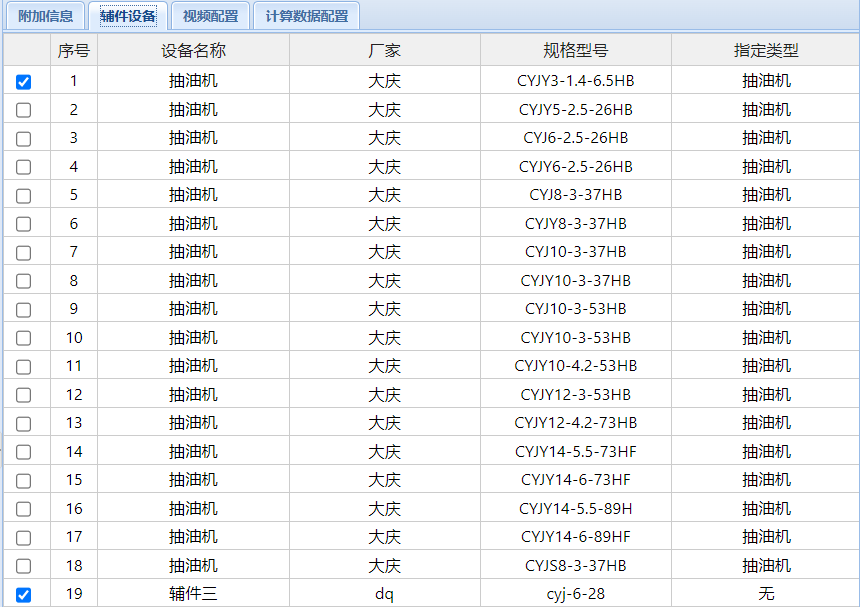 附加信息 辅件设备 视频配置 计算数据配置
序号 设备名称 厂家 规格型号 指定类型
1 抽油机 大庆 CYJY3-1.4-6.5HB 抽油机
2 抽油机 大庆 CYJY5-2.5-26HB 抽油机
3 抽油机 大庆 CYJ6-2.5-26HB 抽油机
4 抽油机 大庆 CYJY6-2.5-26HB 抽油机
5 抽油机 大庆 CYJ8-3-37HB 抽油机
6 抽油机 大庆 CYJY8-3-37HB 抽油机
7 抽油机 大庆 CYJ10-3-37HB 抽油机
8 抽油机 大庆 CYJY10-3-37HB 抽油机
9 抽油机 大庆 CYJ10-3-53HB 抽油机
10 抽油机 大庆 CYJY10-3-53HB 抽油机
11 抽油机 大庆 CYJY10-4.2-53HB 抽油机
12 抽油机 大庆 CYJY12-3-53HB 抽油机
13 抽油机 大庆 CYJY12-4.2-73HB 抽油机
14 抽油机 大庆 CYJY14-5.5-73HF 抽油机
15 抽油机 大庆 CYJY14-6-73HF 抽油机
16 抽油机 大庆 CYJY14-5.5-89H 抽油机
17 抽油机 大庆 CYJY14-6-89HF 抽油机
18 抽油机 大庆 CYJS8-3-37HB 抽油机
19 辅件三 dq cyj-6-28 无